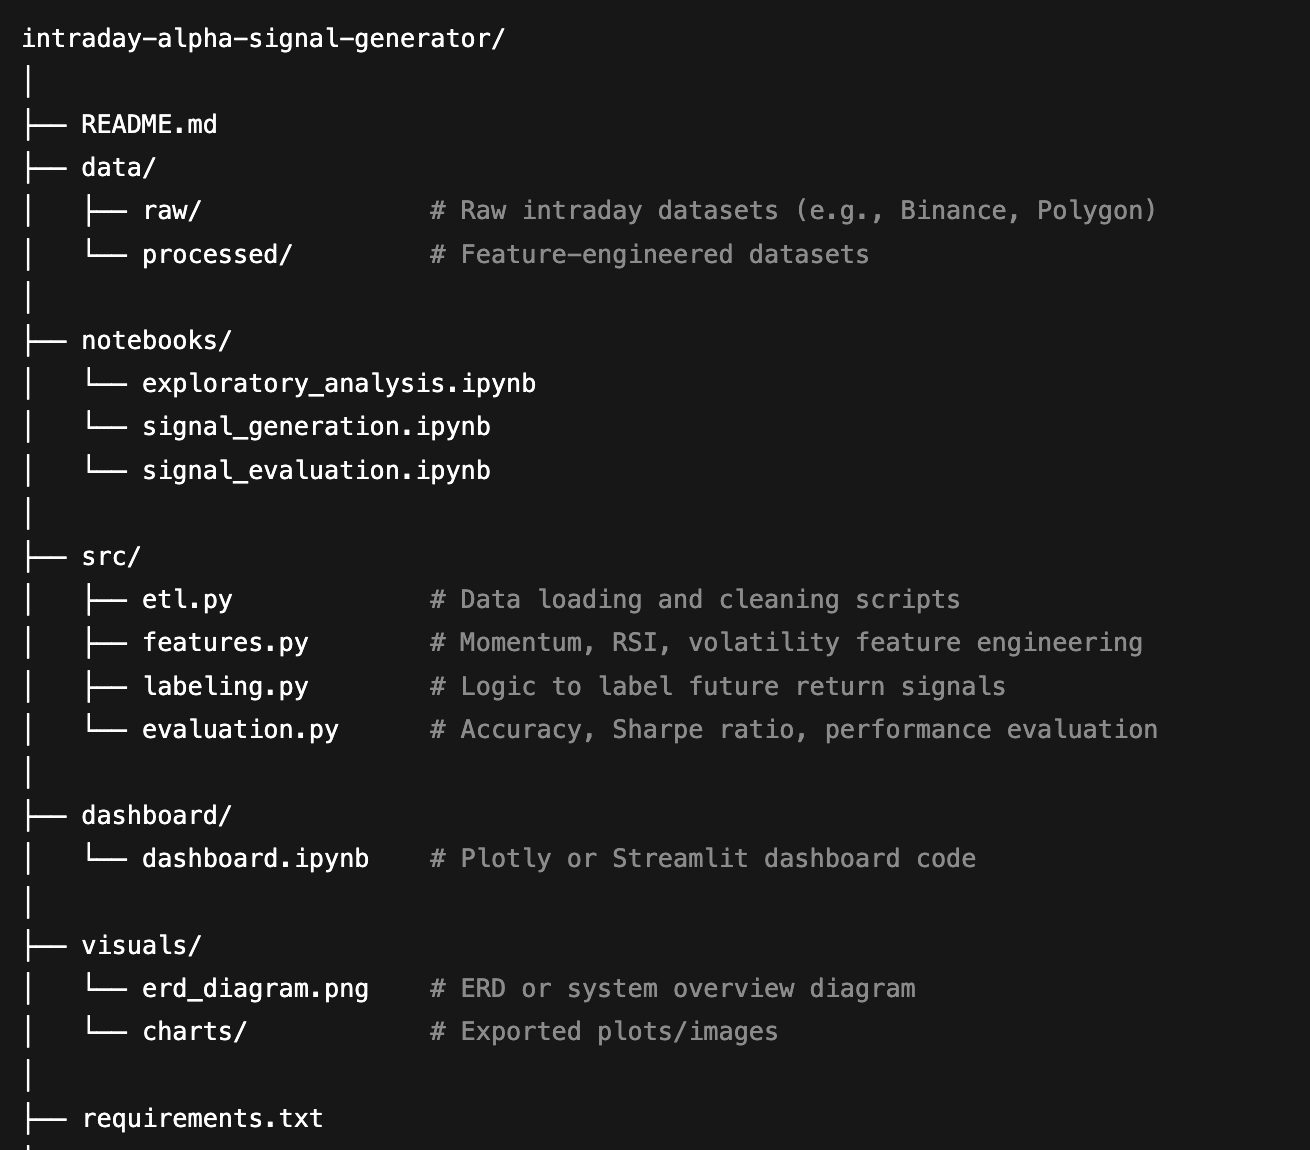 intraday-alpha-signal-generator/
│
├── README.md
├── data/
│   ├── raw/               # Raw intraday datasets (e.g., Binance, Polygon)
│   └── processed/         # Feature-engineered datasets
│
├── notebooks/
│   └── exploratory_analysis.ipynb
│   └── signal_generation.ipynb
│   └── signal_evaluation.ipynb
│
├── src/
│   ├── etl.py             # Data loading and cleaning scripts
│   ├── features.py        # Momentum, RSI, volatility feature engineering
│   ├── labeling.py        # Logic to label future return signals
│   └── evaluation.py      # Accuracy, Sharpe ratio, performance evaluation
│
├── dashboard/
│   └── dashboard.ipynb    # Plotly or Streamlit dashboard code
│
├── visuals/
│   └── erd_diagram.png    # ERD or system overview diagram
│   └── charts/            # Exported plots/images
│
├── requirements.txt